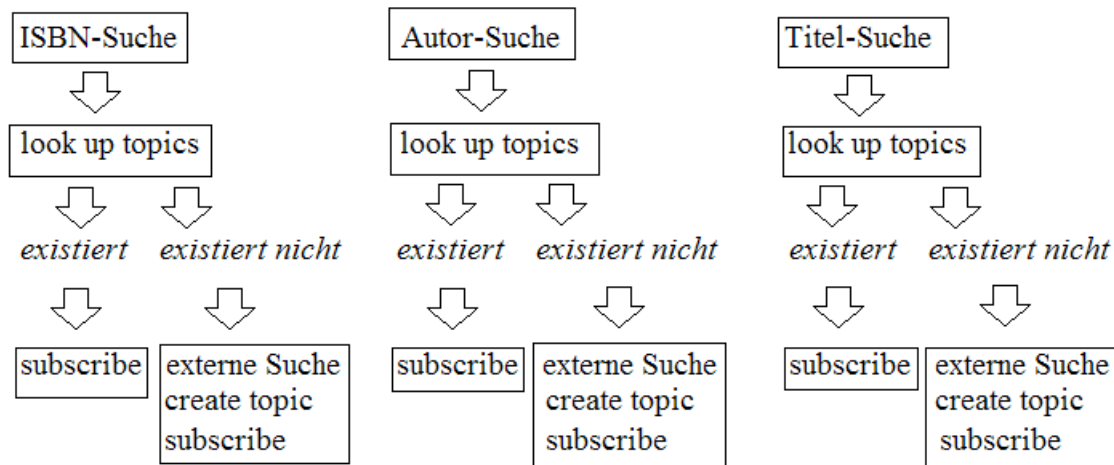 ISBN-Suche
look up topics
existiert
existiert nicht
subscribe
externe Suche
create topic
subscribe
Autor-Suche
look up topics
existiert
existiert nicht
subscribe
externe Suche
create topic
subscribe
Titel-Suche
look up topics
existiert
existiert nicht
subscribe
externe Suche
create topic
subscribe